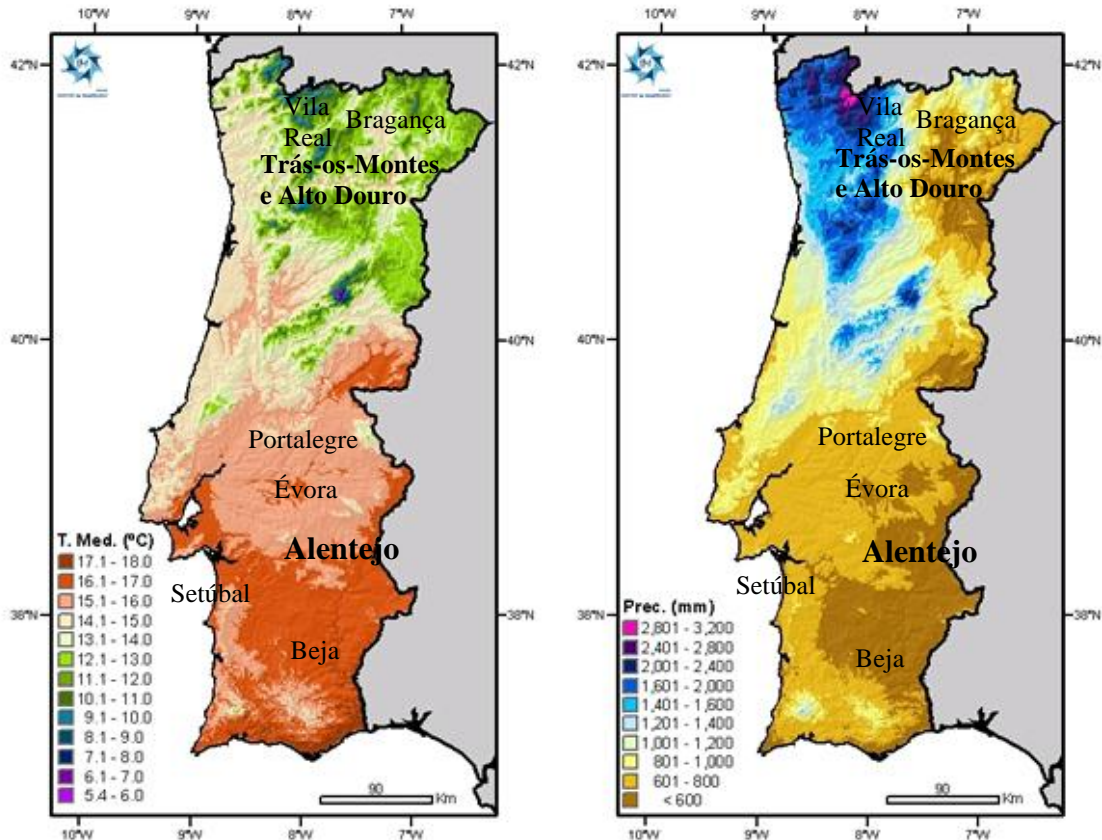 10°W 9°W 8°W 7°W
42°N 42°N
Vila
Real
Bragança
Trás-os-Montes
e Alto Douro
40°N 40°N
Portalegre
Évora
Alentejo
Setúbal
38°N
Beja
T. Med. (ºC)
17.1 - 18.0
16.1 - 17.0
15.1 - 16.0
14.1 - 15.0
13.1 - 14.0
12.1 - 13.0
11.1 - 12.0
10.1 - 11.0
9.1 - 10.0
8.1 - 9.0
7.1 - 8.0
6.1 - 7.0
5.4 - 6.0
90
Km
10°W 9°W 8°W 7°W
10°W 9°W 8°W 7°W
42°N
Vila
Real
Bragança
Trás-os-Montes
e Alto Douro
40°N
Portalegre
Évora
Alentejo
Setúbal
38°N 38°N
Beja
Prec. (mm)
2,801 - 3,200
2,401 - 2,800
2,001 - 2,400
1,601 - 2,000
1,401 - 1,600
1,201 - 1,400
1,001 - 1,200
801 - 1,000
601 - 800
< 600
90
Km
10°W 9°W 8°W 7°W